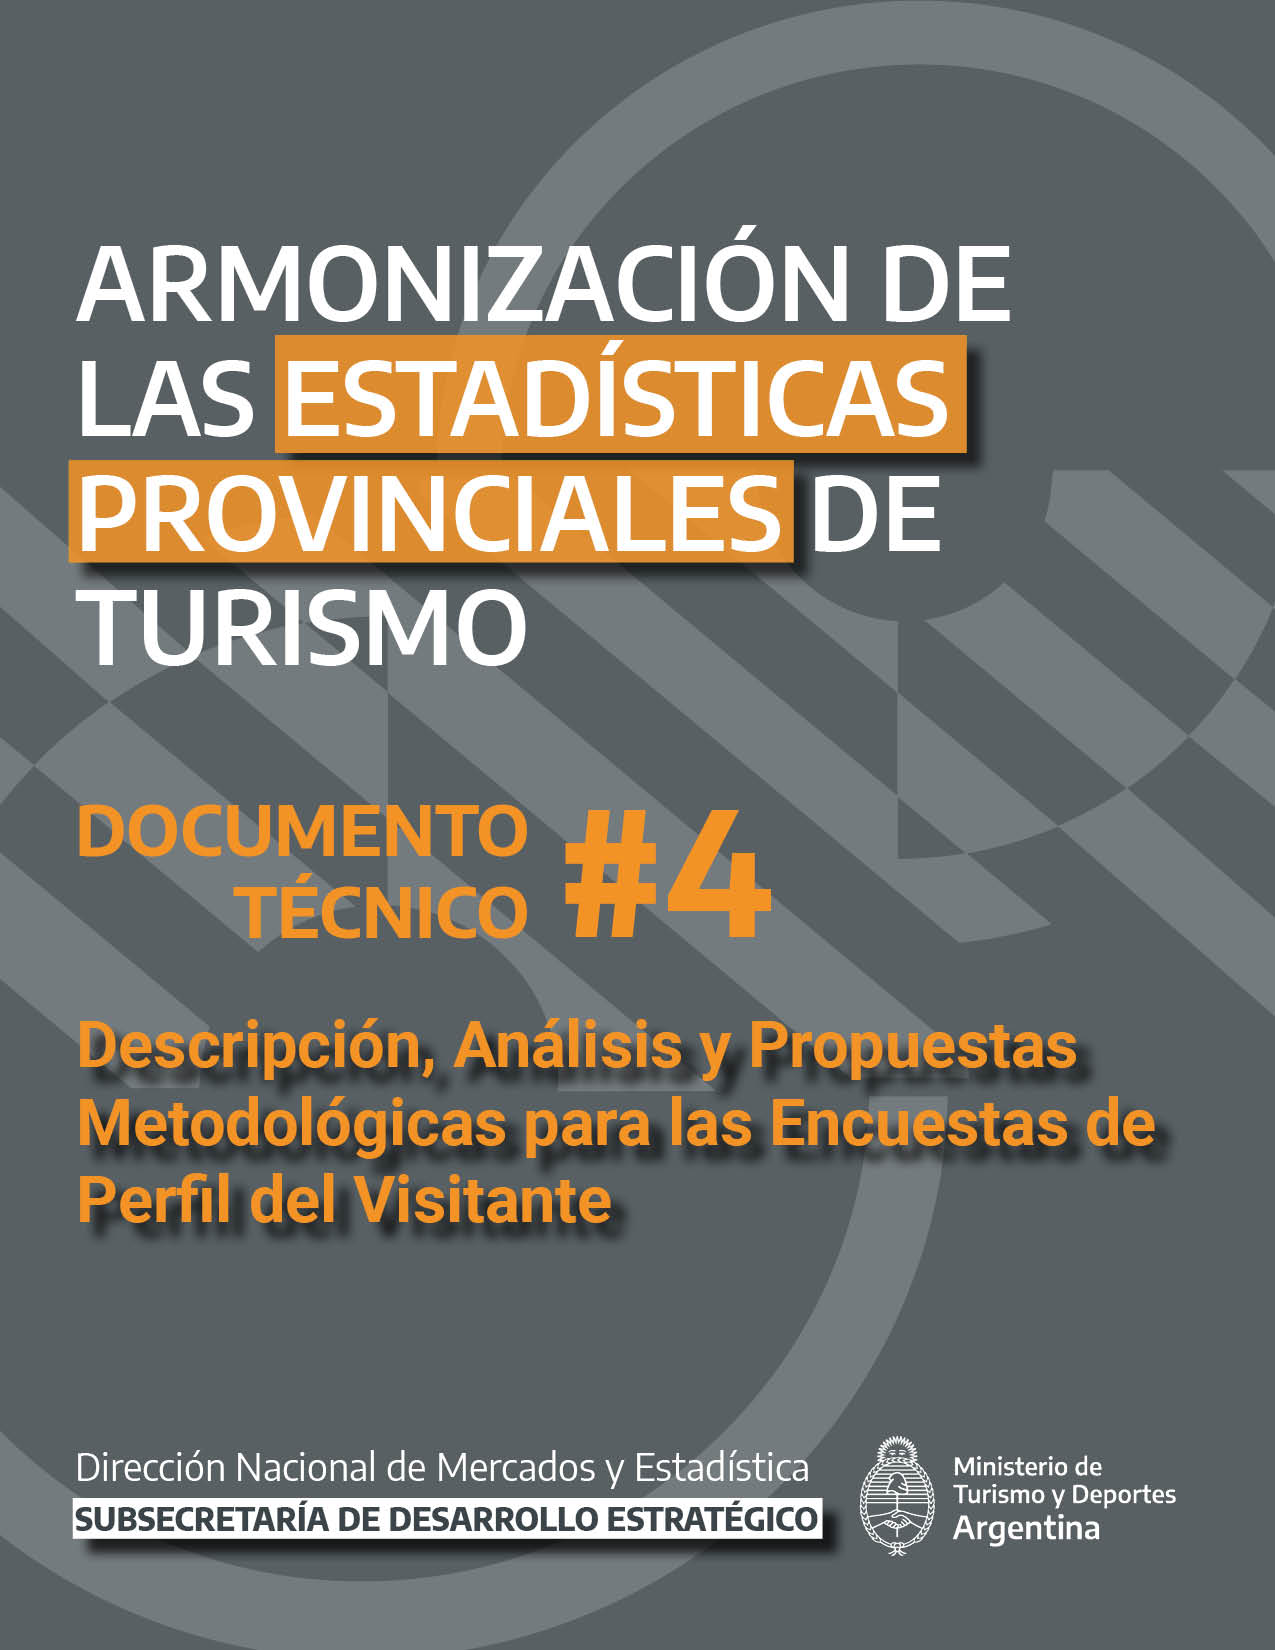 ARMONIZACIÓN DE
LAS ESTADÍSTICAS
PROVINCIALES DE
TURISMO
DOCUMENTO
TÉCNICO #4
Descripción, Análisis y Propuestas
Metodológicas para las Encuestas de
Perfil del Visitante
Dirección Nacional de Mercados y Estadística
SUBSECRETARÍA DE DESARROLLO ESTRATÉGICO
Ministerio de
Turismo y Deportes
Argentina